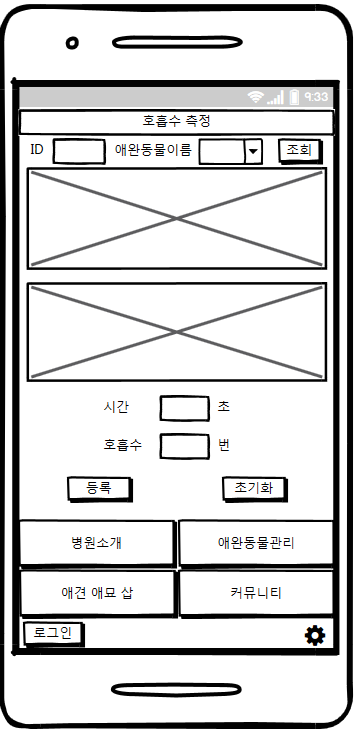 9:33
호흡수 측정
ID 애완동물이름 조회
시간 초
호흡수 번
등록 초기화
병원소개 애완동물관리
애견 애묘 샵 커뮤니티
로그인